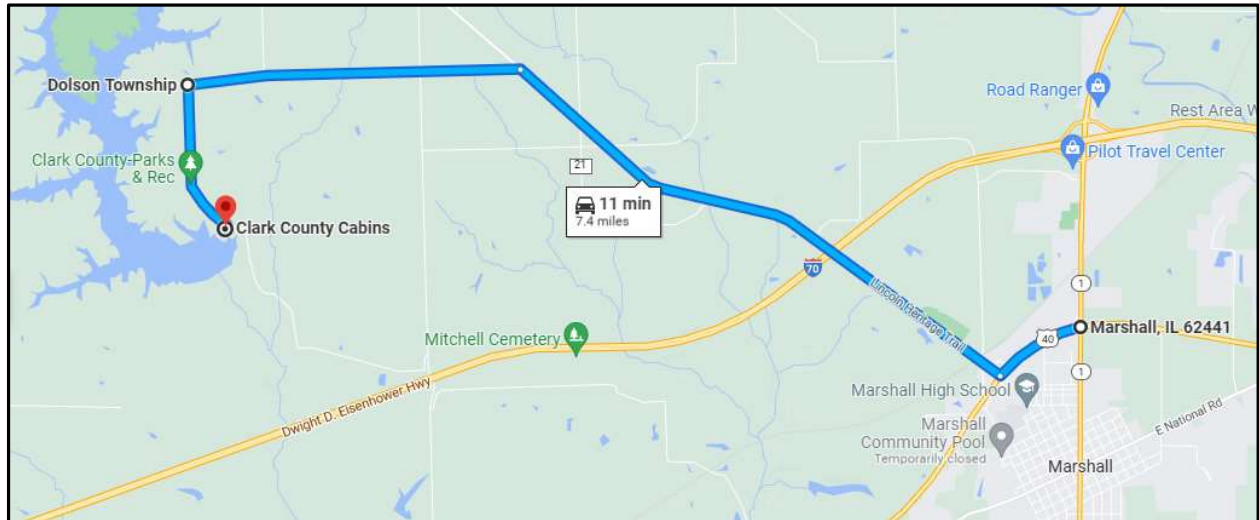 Road Ranger
Rest Area W
Dolson Township
Pilot Travel Center
Clark County-Parks
& Rec
21
11 min
7.4 miles
Clark County Cabins
70
1
Lincoln Heritage Trail
Marshall, IL 62441
40
Mitchell Cemetery
1
Marshall High School
Dwight D. Eisenhower Hwy
E National Rd
Marshall
Community Pool
Temporarily closed
Marshall